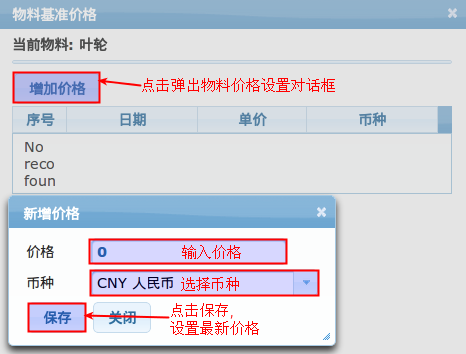 物料基准价格
当前物料: 叶轮
增加价格
点击弹出物料价格设置对话框
序号 日期 单价 币种
No
reco
foun
新增价格
价格 0 输入价格
币种 CNY 人民币 选择币种
保存 关闭
点击保存,
设置最新价格